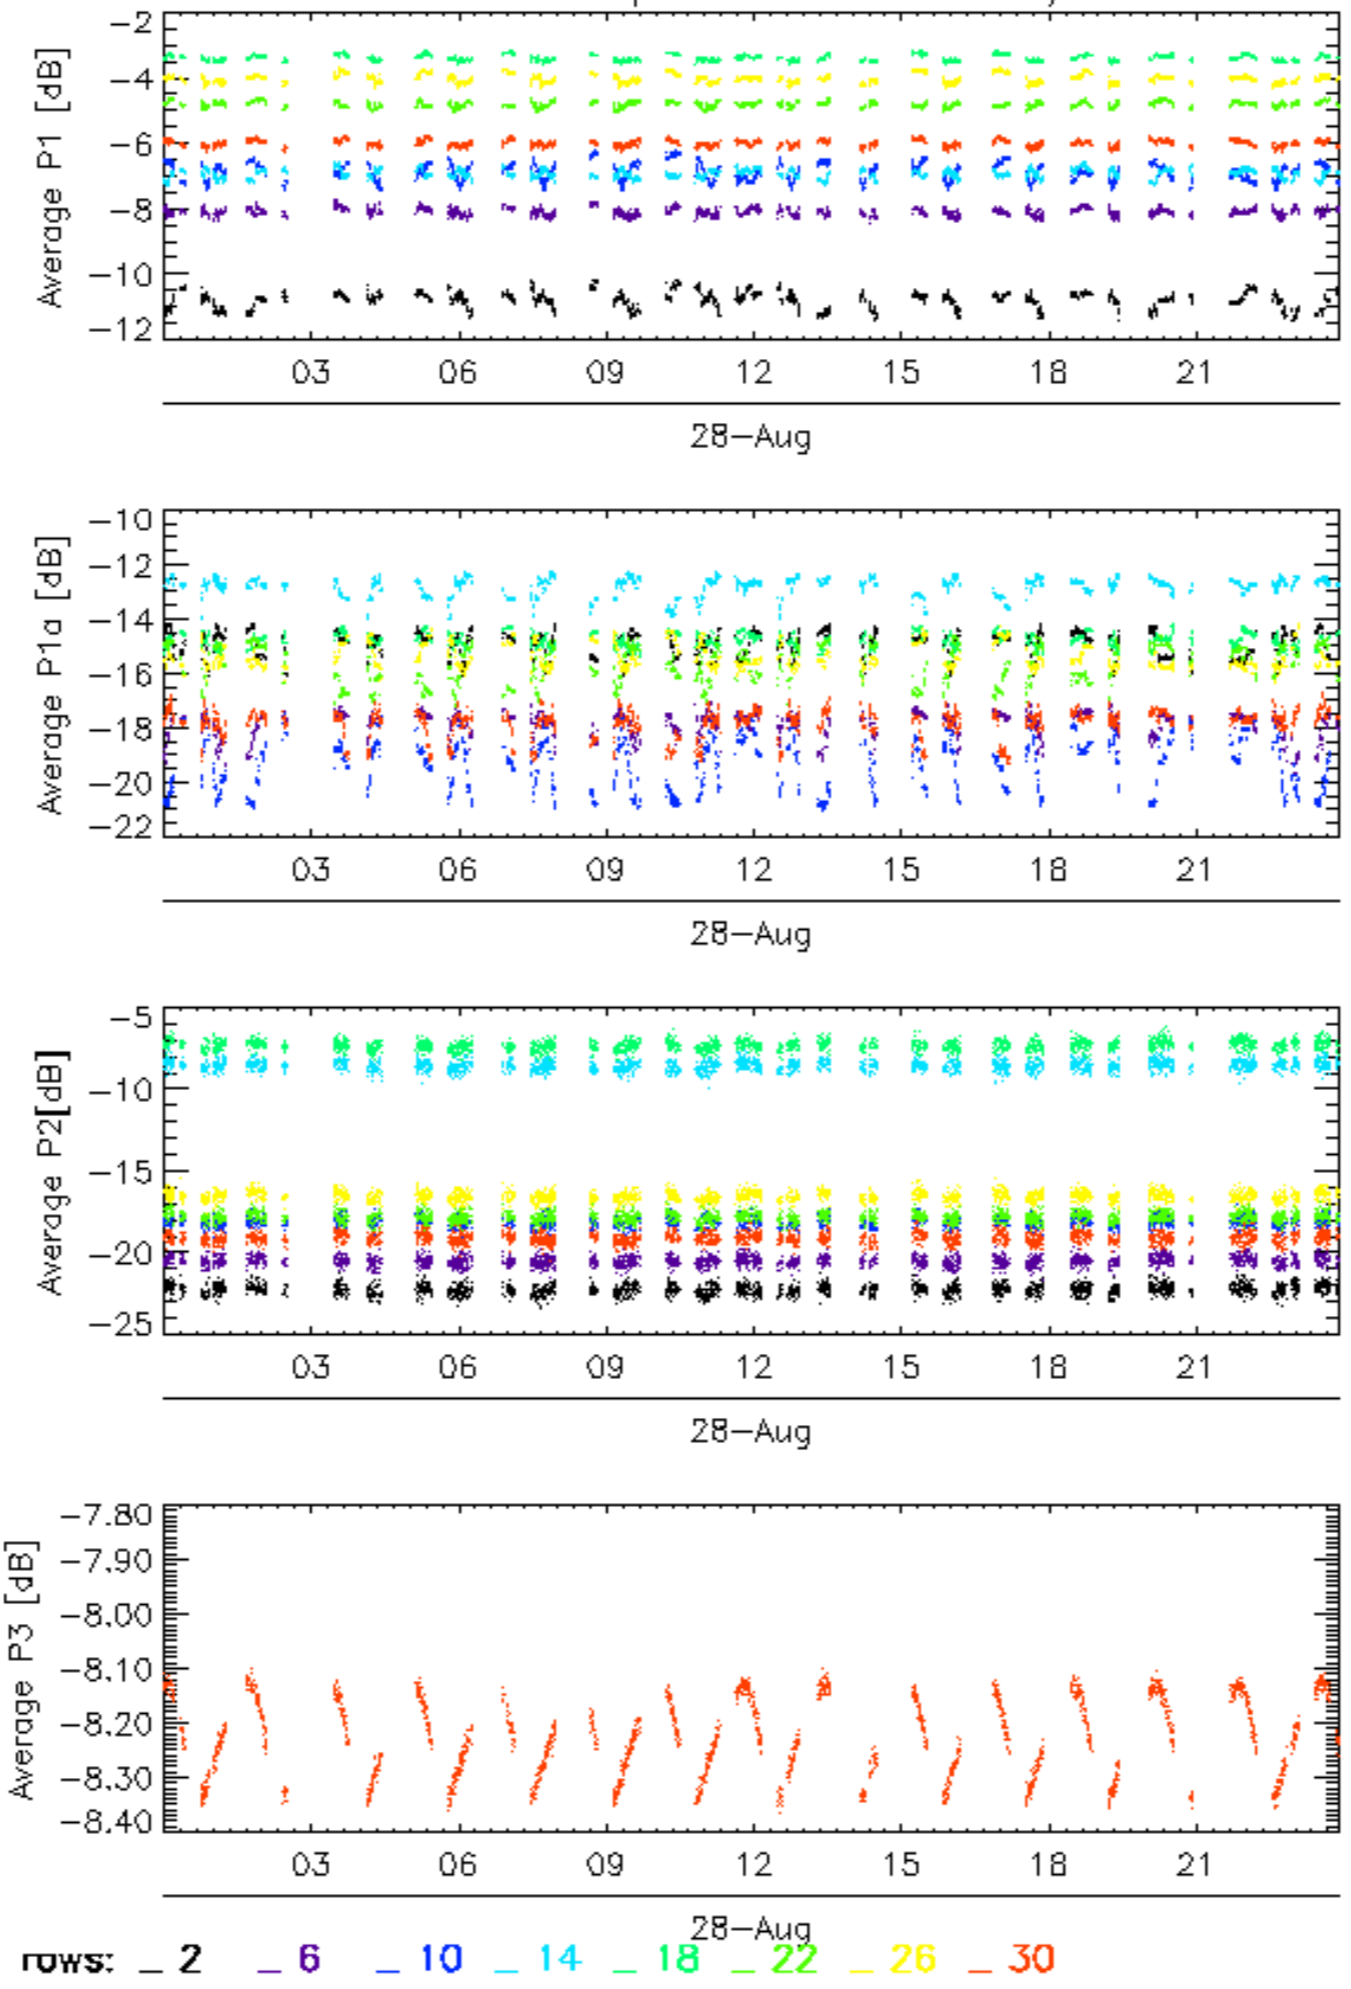 Average P1 [dB]
−2
−4
−6
−8
−10
−12
03 06 09 12 15 18 21
28−Aug
Average P1a [dB]
−10
−12
−14
−16
−18
−20
−22
03 06 09 12 15 18 21
28−Aug
Average P2[dB]
−5
−10
−15
−20
−25
03 06 09 12 15 18 21
28−Aug
Average P3 [dB]
−7.80
−7.90
−8.00
−8.10
−8.20
−8.30
−8.40
03 06 09 12 15 18 21
28−Aug
rows: _ 2 _ 6 _ 10 _ 14 _ 18 _ 22 _ 26 _ 30